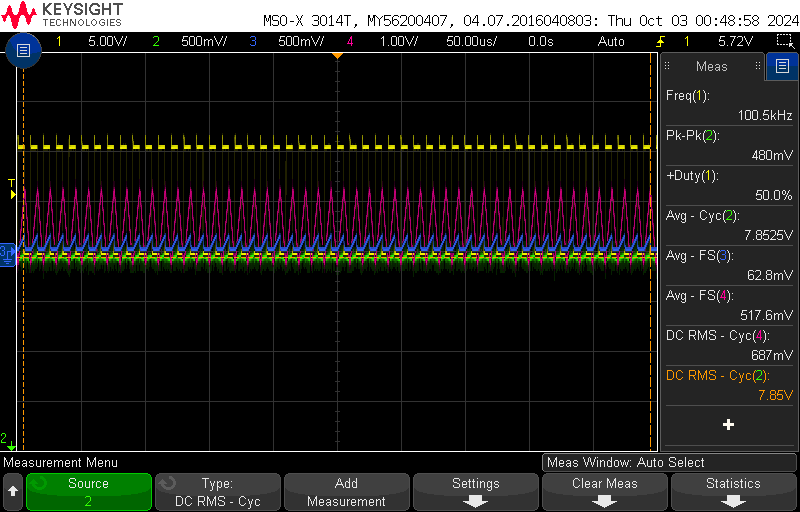 KEYSIGHT
TECHNOLOGIES
MSO-X 3014T, MY56200407, 04.07.2016040803: Thu Oct 03 00:48:58 2024
1 5.00V/ 2 500mV/ 3 500mV/ 4 1.00V/ 50.00us/ 0.0s Auto 1 5.72V
Meas
Freq(1):
100.5kHz
Pk-Pk(2):
480mV
+Duty(1):
50.0%
Avg - Cyc(2):
7.8525V
Avg - FS(3):
62.8mV
Avg - FS(4):
517.6mV
DC RMS - Cyc(4):
687mV
DC RMS - Cyc(2):
7.85V
T
3
2
Measurement Menu
Meas Window: Auto Select
Source
2
Type:
DC RMS - Cyc
Add
Measurement
Settings
Clear Meas
Statistics